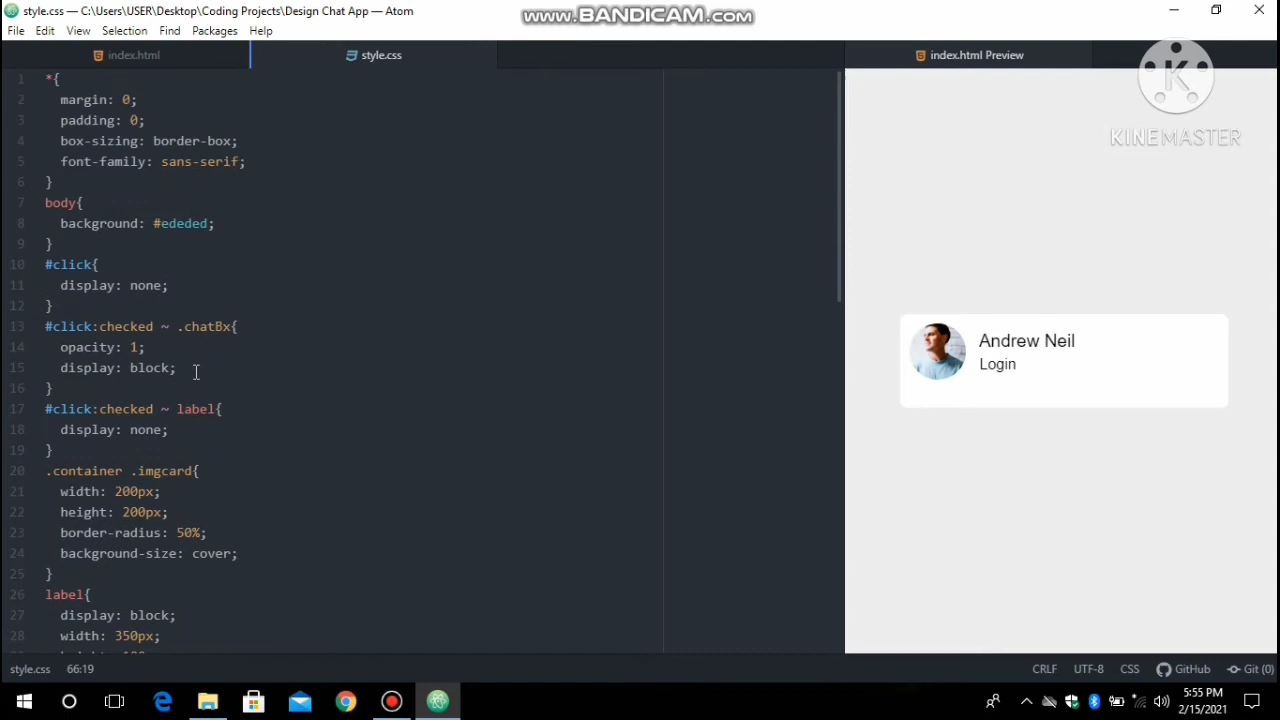 style.css — C:\Users\USER\Desktop\Coding Projects\Design Chat App — Atom
www.BANDICAM.com
File Edit View Selection Find Packages Help
index.html
style.css
index.html Preview
1 *{
2 margin: 0;
3 padding: 0;
4 box-sizing: border-box;
5 font-family: sans-serif;
6 }
7 body{
8 background: #ededed;
9 }
10 #click{
11 display: none;
12 }
13 #click:checked ~ .chatBx{
14 opacity: 1;
15 display: block;
16 }
17 #click:checked ~ label{
18 display: none;
19 }
20 .container .imgcard{
21 width: 200px;
22 height: 200px;
23 border-radius: 50%;
24 background-size: cover;
25 }
26 label{
27 display: block;
28 width: 350px;
K
KINEMASTER
Andrew Neil
Login
style.css 66:19
CRLF UTF-8 CSS GitHub Git (0)
5:55 PM
2/15/2021